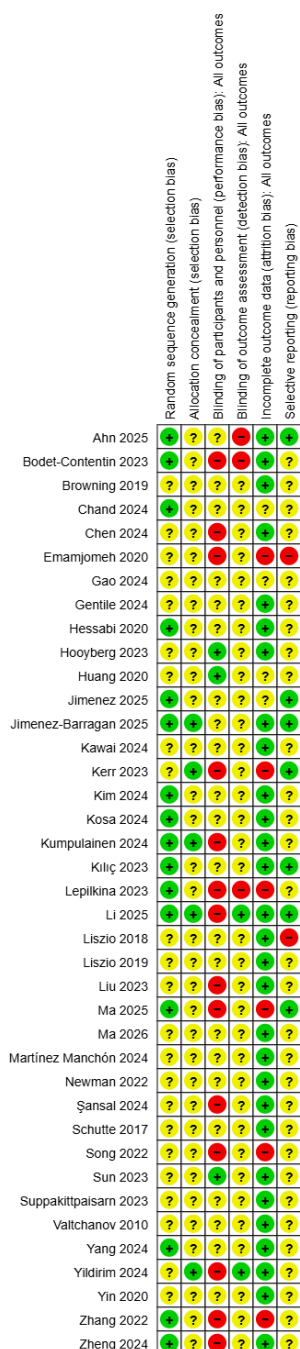 Random sequence generation (selection bias)
Allocation concealment (selection bias)
Blinding of participants and personnel (performance bias): All outcomes
Blinding of outcome assessment (detection bias): All outcomes
Incomplete outcome data (attrition bias): All outcomes
Selective reporting (reporting bias)
Ahn 2025 + ? ? - + +
Bodet-Contentin 2023 + ? - - + ?
Browning 2019 ? ? ? ? + ?
Chand 2024 + ? ? ? ? ?
Chen 2024 ? ? - ? + ?
Emamjomeh 2020 ? ? - ? - -
Gao 2024 ? ? ? ? ? ?
Gentile 2024 ? ? ? ? + ?
Hessabi 2020 + ? ? ? + ?
Hooyberg 2023 ? ? + ? + ?
Huang 2020 ? ? + ? ? ?
Jimenez 2025 + ? ? ? ? +
Jimenez-Barragan 2025 + + ? ? + +
Kawai 2024 ? ? ? ? + ?
Kerr 2023 ? + - ? - +
Kim 2024 + ? ? ? + ?
Kosa 2024 + ? ? ? + ?
Kumpulainen 2024 + + - ? + ?
Kılıç 2023 + ? ? ? + +
Lepilkina 2023 + ? - - - ?
Li 2025 + + - + + +
Liszio 2018 ? ? ? ? + -
Liszio 2019 ? ? ? ? + ?
Liu 2023 ? ? - ? + ?
Ma 2025 + ? - ? - +
Ma 2026 ? ? ? ? + ?
Martínez Manchón 2024 ? ? ? ? + ?
Newman 2022 ? ? ? ? + ?
Şansal 2024 ? ? - ? + ?
Schutte 2017 ? ? ? ? + ?
Song 2022 ? ? - ? - ?
Sun 2023 ? ? + ? + ?
Suppakittpaisarn 2023 ? ? ? ? + ?
Valtchanov 2010 ? ? ? ? + ?
Yang 2024 + ? ? ? + ?
Yildirim 2024 ? + - + + ?
Yin 2020 ? ? ? ? + ?
Zhang 2022 + ? - ? - ?
Zheng 2024 + ? - ? + ?